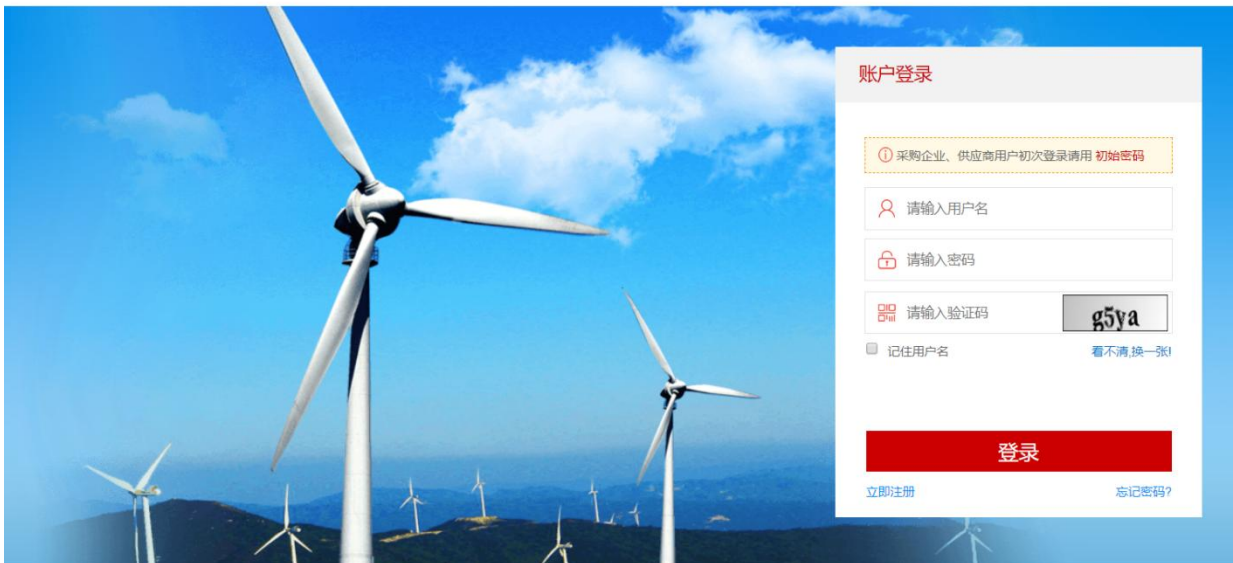 账户登录
采购企业、供应商用户初次登录请用 初始密码
请输入用户名
请输入密码
请输入验证码 g5ya
记住用户名 看不清,换一张!
登录
立即注册 忘记密码?